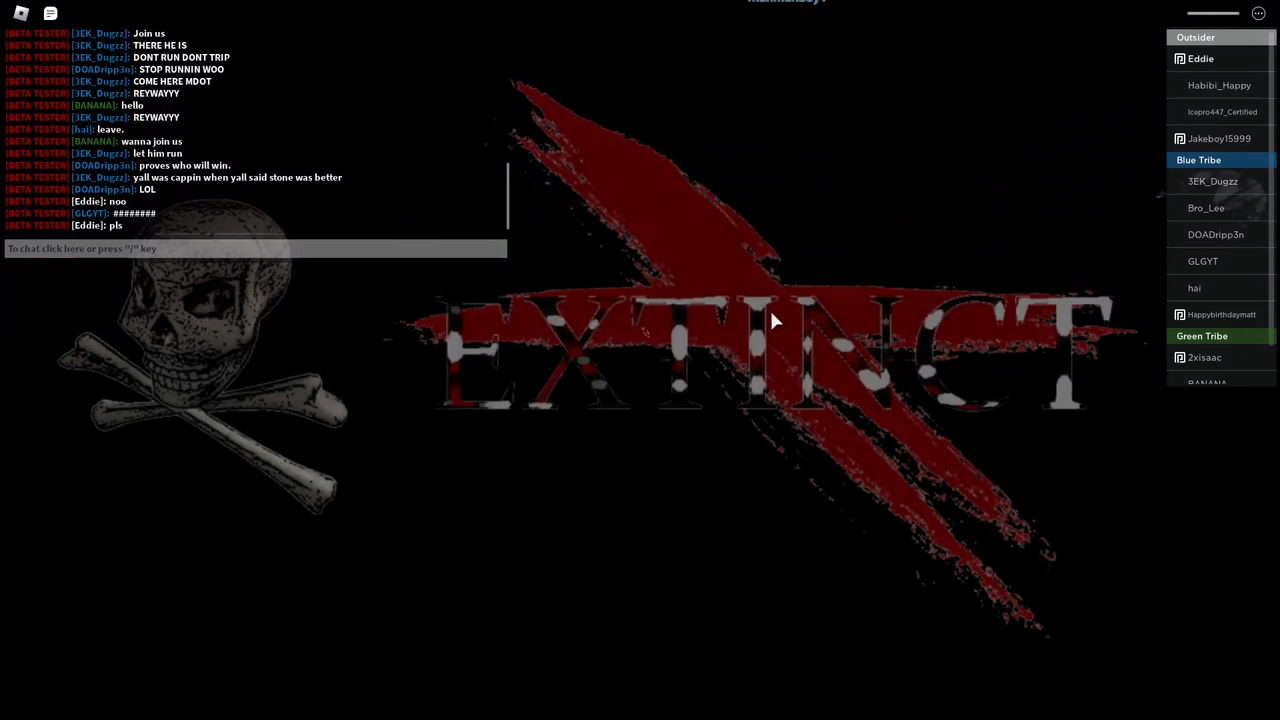 [BETA TESTER] [3EK_Dugzz]: Join us
[BETA TESTER] [3EK_Dugzz]: THERE HE IS
[BETA TESTER] [3EK_Dugzz]: DONT RUN DONT TRIP
[BETA TESTER] [DOADripp3n]: STOP RUNNIN WOO
[BETA TESTER] [3EK_Dugzz]: COME HERE MDOT
[BETA TESTER] [3EK_Dugzz]: REYWAYYY
[BETA TESTER] [BANANA]: hello
[BETA TESTER] [3EK_Dugzz]: REYWAYYY
[BETA TESTER] [hai]: leave.
[BETA TESTER] [BANANA]: wanna join us
[BETA TESTER] [3EK_Dugzz]: let him run
[BETA TESTER] [DOADripp3n]: proves who will win.
[BETA TESTER] [3EK_Dugzz]: yall was cappin when yall said stone was better
[BETA TESTER] [DOADripp3n]: LOL
[BETA TESTER] [Eddie]: noo
[BETA TESTER] [GLGYT]: ########
[BETA TESTER] [Eddie]: pls
To chat click here or press "/" key
EXTINCT
Outsider
Eddie
Habibi_Happy
Icepro447_Certified
Jakeboy15999
Blue Tribe
3EK_Dugzz
Bro_Lee
DOADripp3n
GLGYT
hai
Happybirthdaymatt
Green Tribe
2xisaac
BANANA